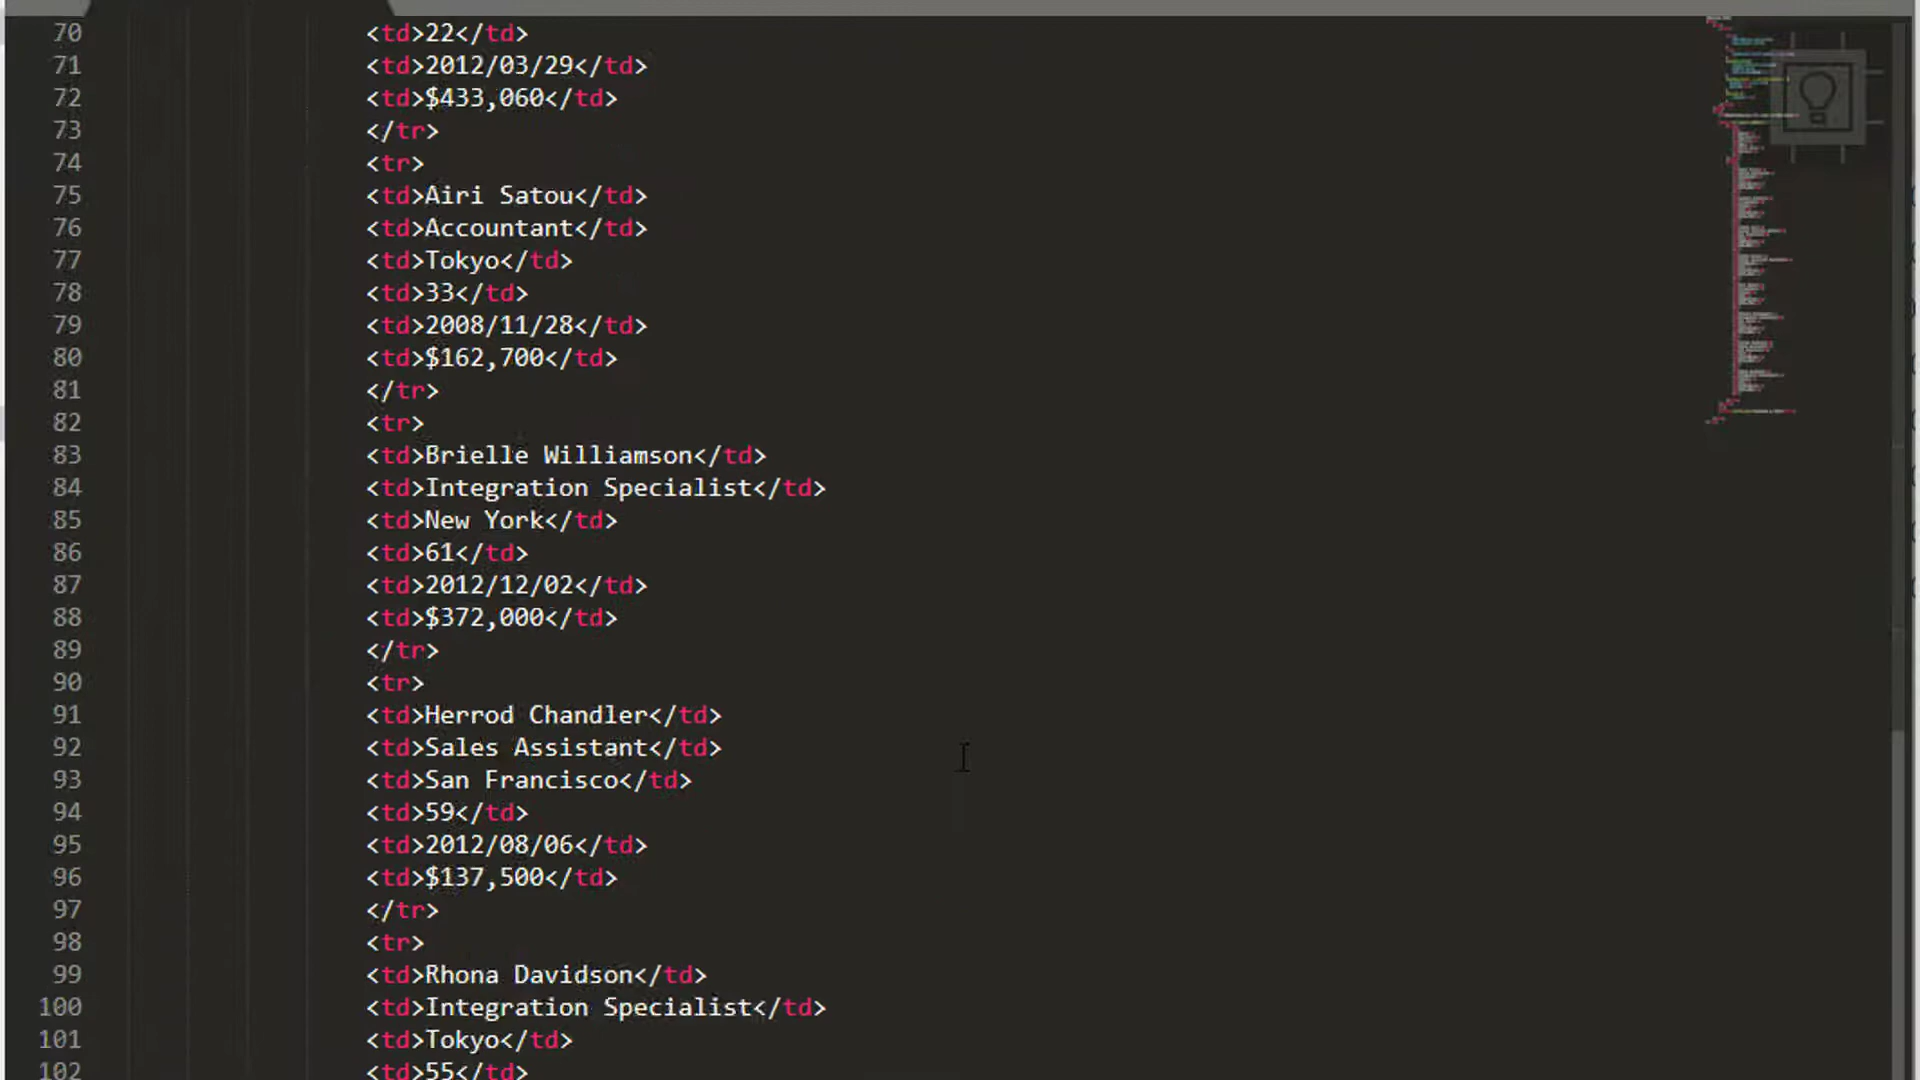 70 <td>22</td>
71 <td>2012/03/29</td>
72 <td>$433,060</td>
73 </tr>
74 <tr>
75 <td>Airi Satou</td>
76 <td>Accountant</td>
77 <td>Tokyo</td>
78 <td>33</td>
79 <td>2008/11/28</td>
80 <td>$162,700</td>
81 </tr>
82 <tr>
83 <td>Brielle Williamson</td>
84 <td>Integration Specialist</td>
85 <td>New York</td>
86 <td>61</td>
87 <td>2012/12/02</td>
88 <td>$372,000</td>
89 </tr>
90 <tr>
91 <td>Herrod Chandler</td>
92 <td>Sales Assistant</td>
93 <td>San Francisco</td>
94 <td>59</td>
95 <td>2012/08/06</td>
96 <td>$137,500</td>
97 </tr>
98 <tr>
99 <td>Rhona Davidson</td>
100 <td>Integration Specialist</td>
101 <td>Tokyo</td>
102 <td>55</td>